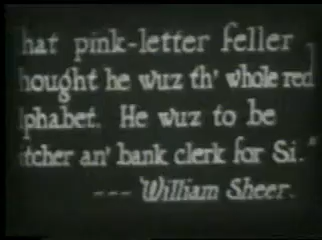 hat pink-letter feller
hought he wuz th' whole red
lphabet. He wuz to be
itcher an' bank clerk for Si."
--- William Sheer.